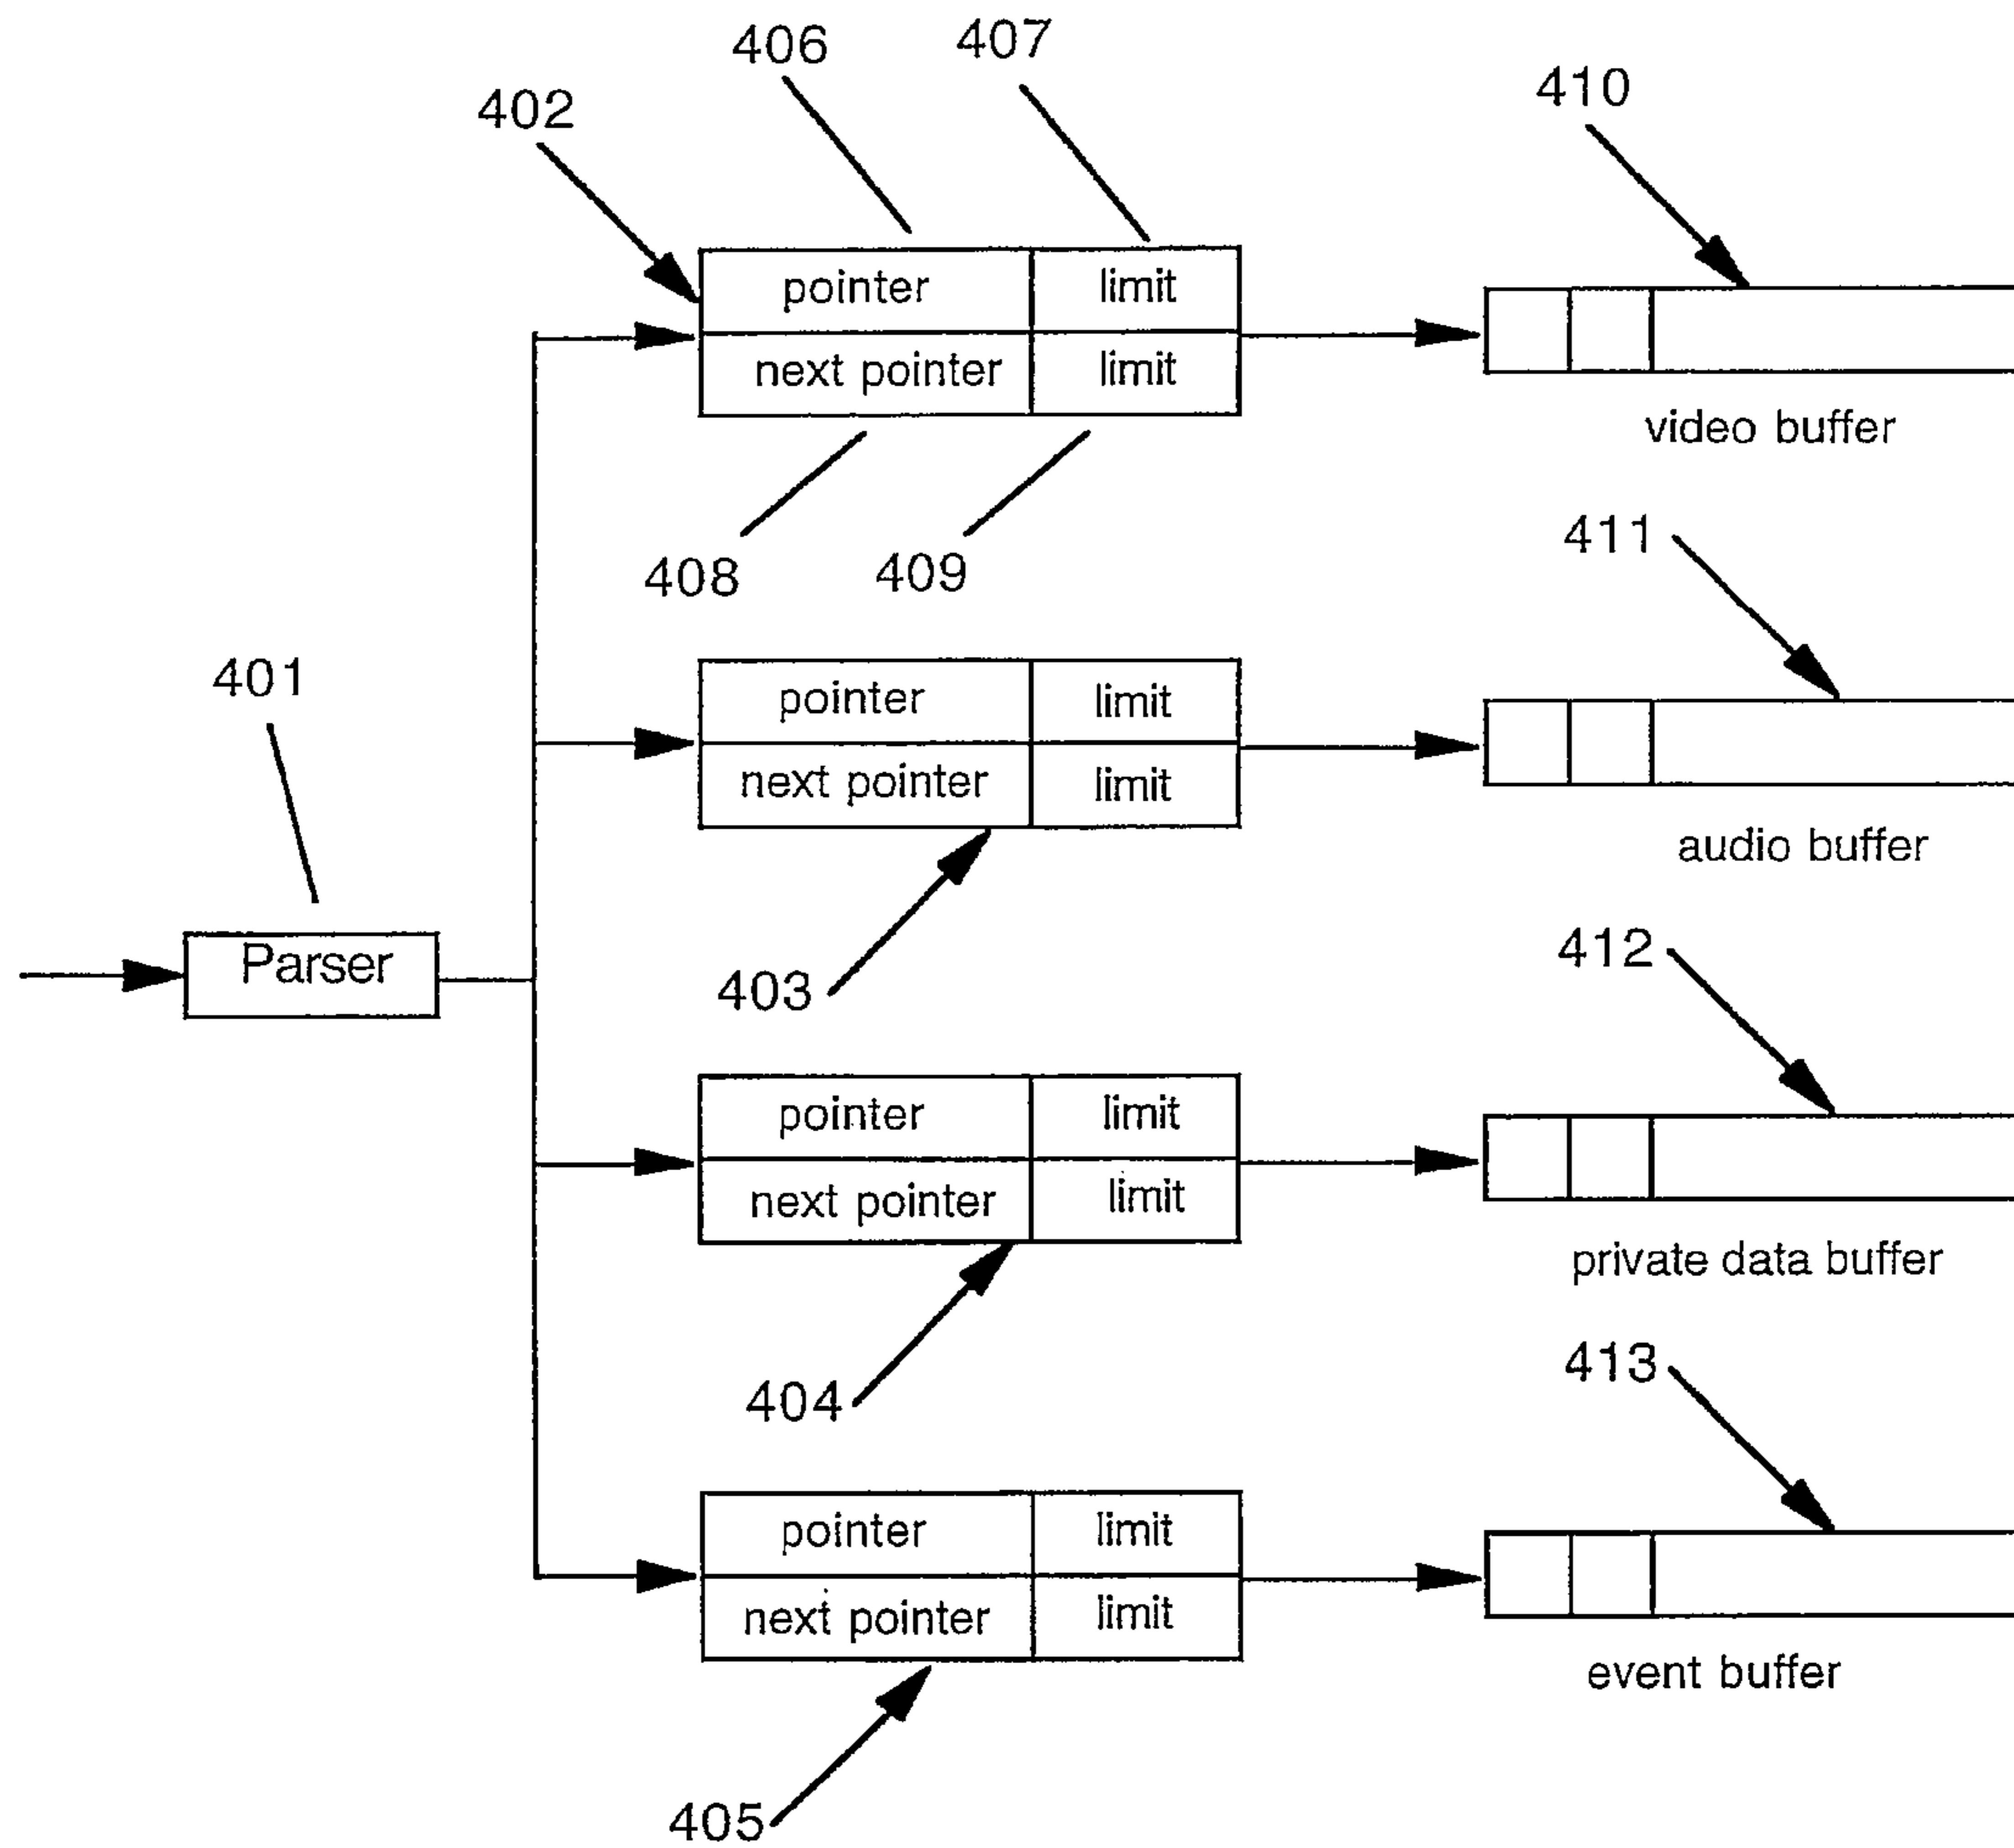 406
407
402
410
pointer
limit
next pointer
limit
video buffer
408
409
411
401
pointer
limit
next pointer
limit
audio buffer
403
412
Parser
pointer
limit
next pointer
limit
private data buffer
404
413
pointer
limit
next pointer
limit
event buffer
405